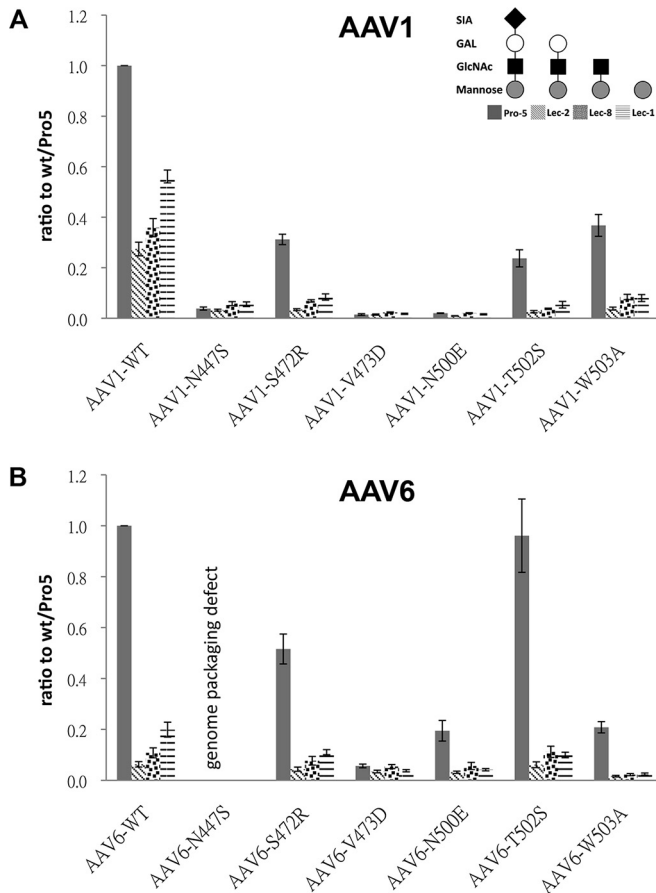 A
AAV1
SIA
GAL
GlcNAc
Mannose
Pro-5 Lec-2 Lec-8 Lec-1
ratio to wt/Pro5
1.2
1.0
0.8
0.6
0.4
0.2
0.0
AAV1-WT
AAV1-N447S
AAV1-S472R
AAV1-V473D
AAV1-N500E
AAV1-T502S
AAV1-W503A
B
AAV6
ratio to wt/Pro5
1.2
1.0
0.8
0.6
0.4
0.2
0.0
genome packaging defect
AAV6-WT
AAV6-N447S
AAV6-S472R
AAV6-V473D
AAV6-N500E
AAV6-T502S
AAV6-W503A